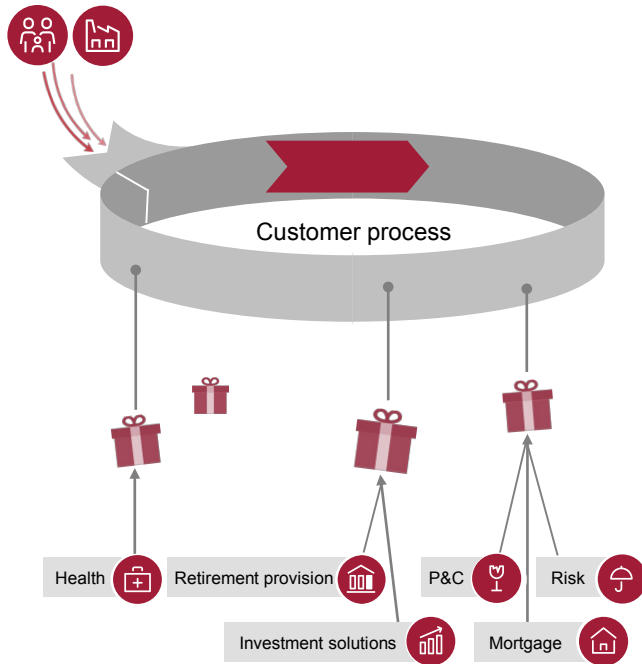 Customer process
Health
Retirement provision
P&C
Risk
Investment solutions
Mortgage